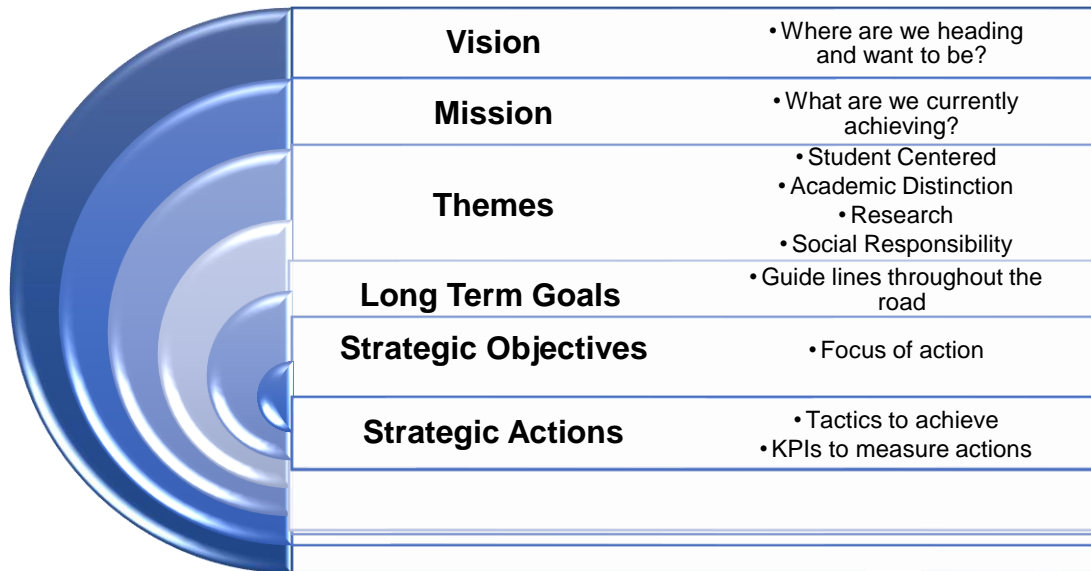 Vision
• Where are we heading
and want to be?
Mission
• What are we currently
achieving?
Themes
• Student Centered
• Academic Distinction
• Research
• Social Responsibility
Long Term Goals
• Guide lines throughout the
road
Strategic Objectives
• Focus of action
Strategic Actions
• Tactics to achieve
• KPIs to measure actions